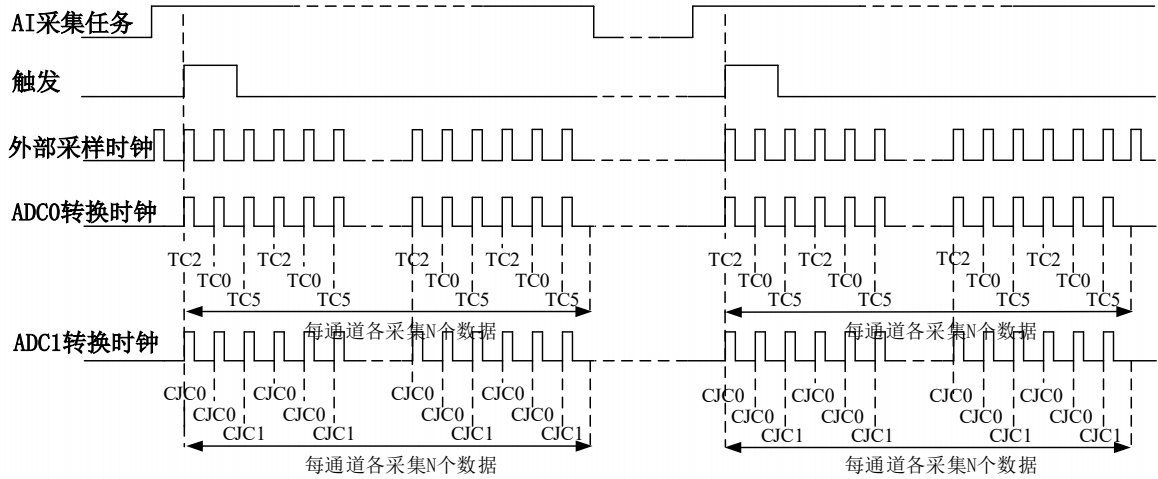 AI采集任务
触发
外部采样时钟
ADC0转换时钟
TC2 TC2 TC2 TC2 TC2 TC2 TC2 TC2
TC0 TC0 TC0 TC0 TC0 TC0 TC0 TC0
TC5 TC5 TC5 TC5 TC5 TC5 TC5 TC5
每通道各采集N个数据 每通道各采集N个数据
ADC1转换时钟
CJC0 CJC0 CJC0 CJC0 CJC0 CJC0 CJC0 CJC0
CJC0 CJC0 CJC0 CJC0 CJC0 CJC0 CJC0 CJC0
CJC1 CJC1 CJC1 CJC1 CJC1 CJC1 CJC1 CJC1
每通道各采集N个数据 每通道各采集N个数据